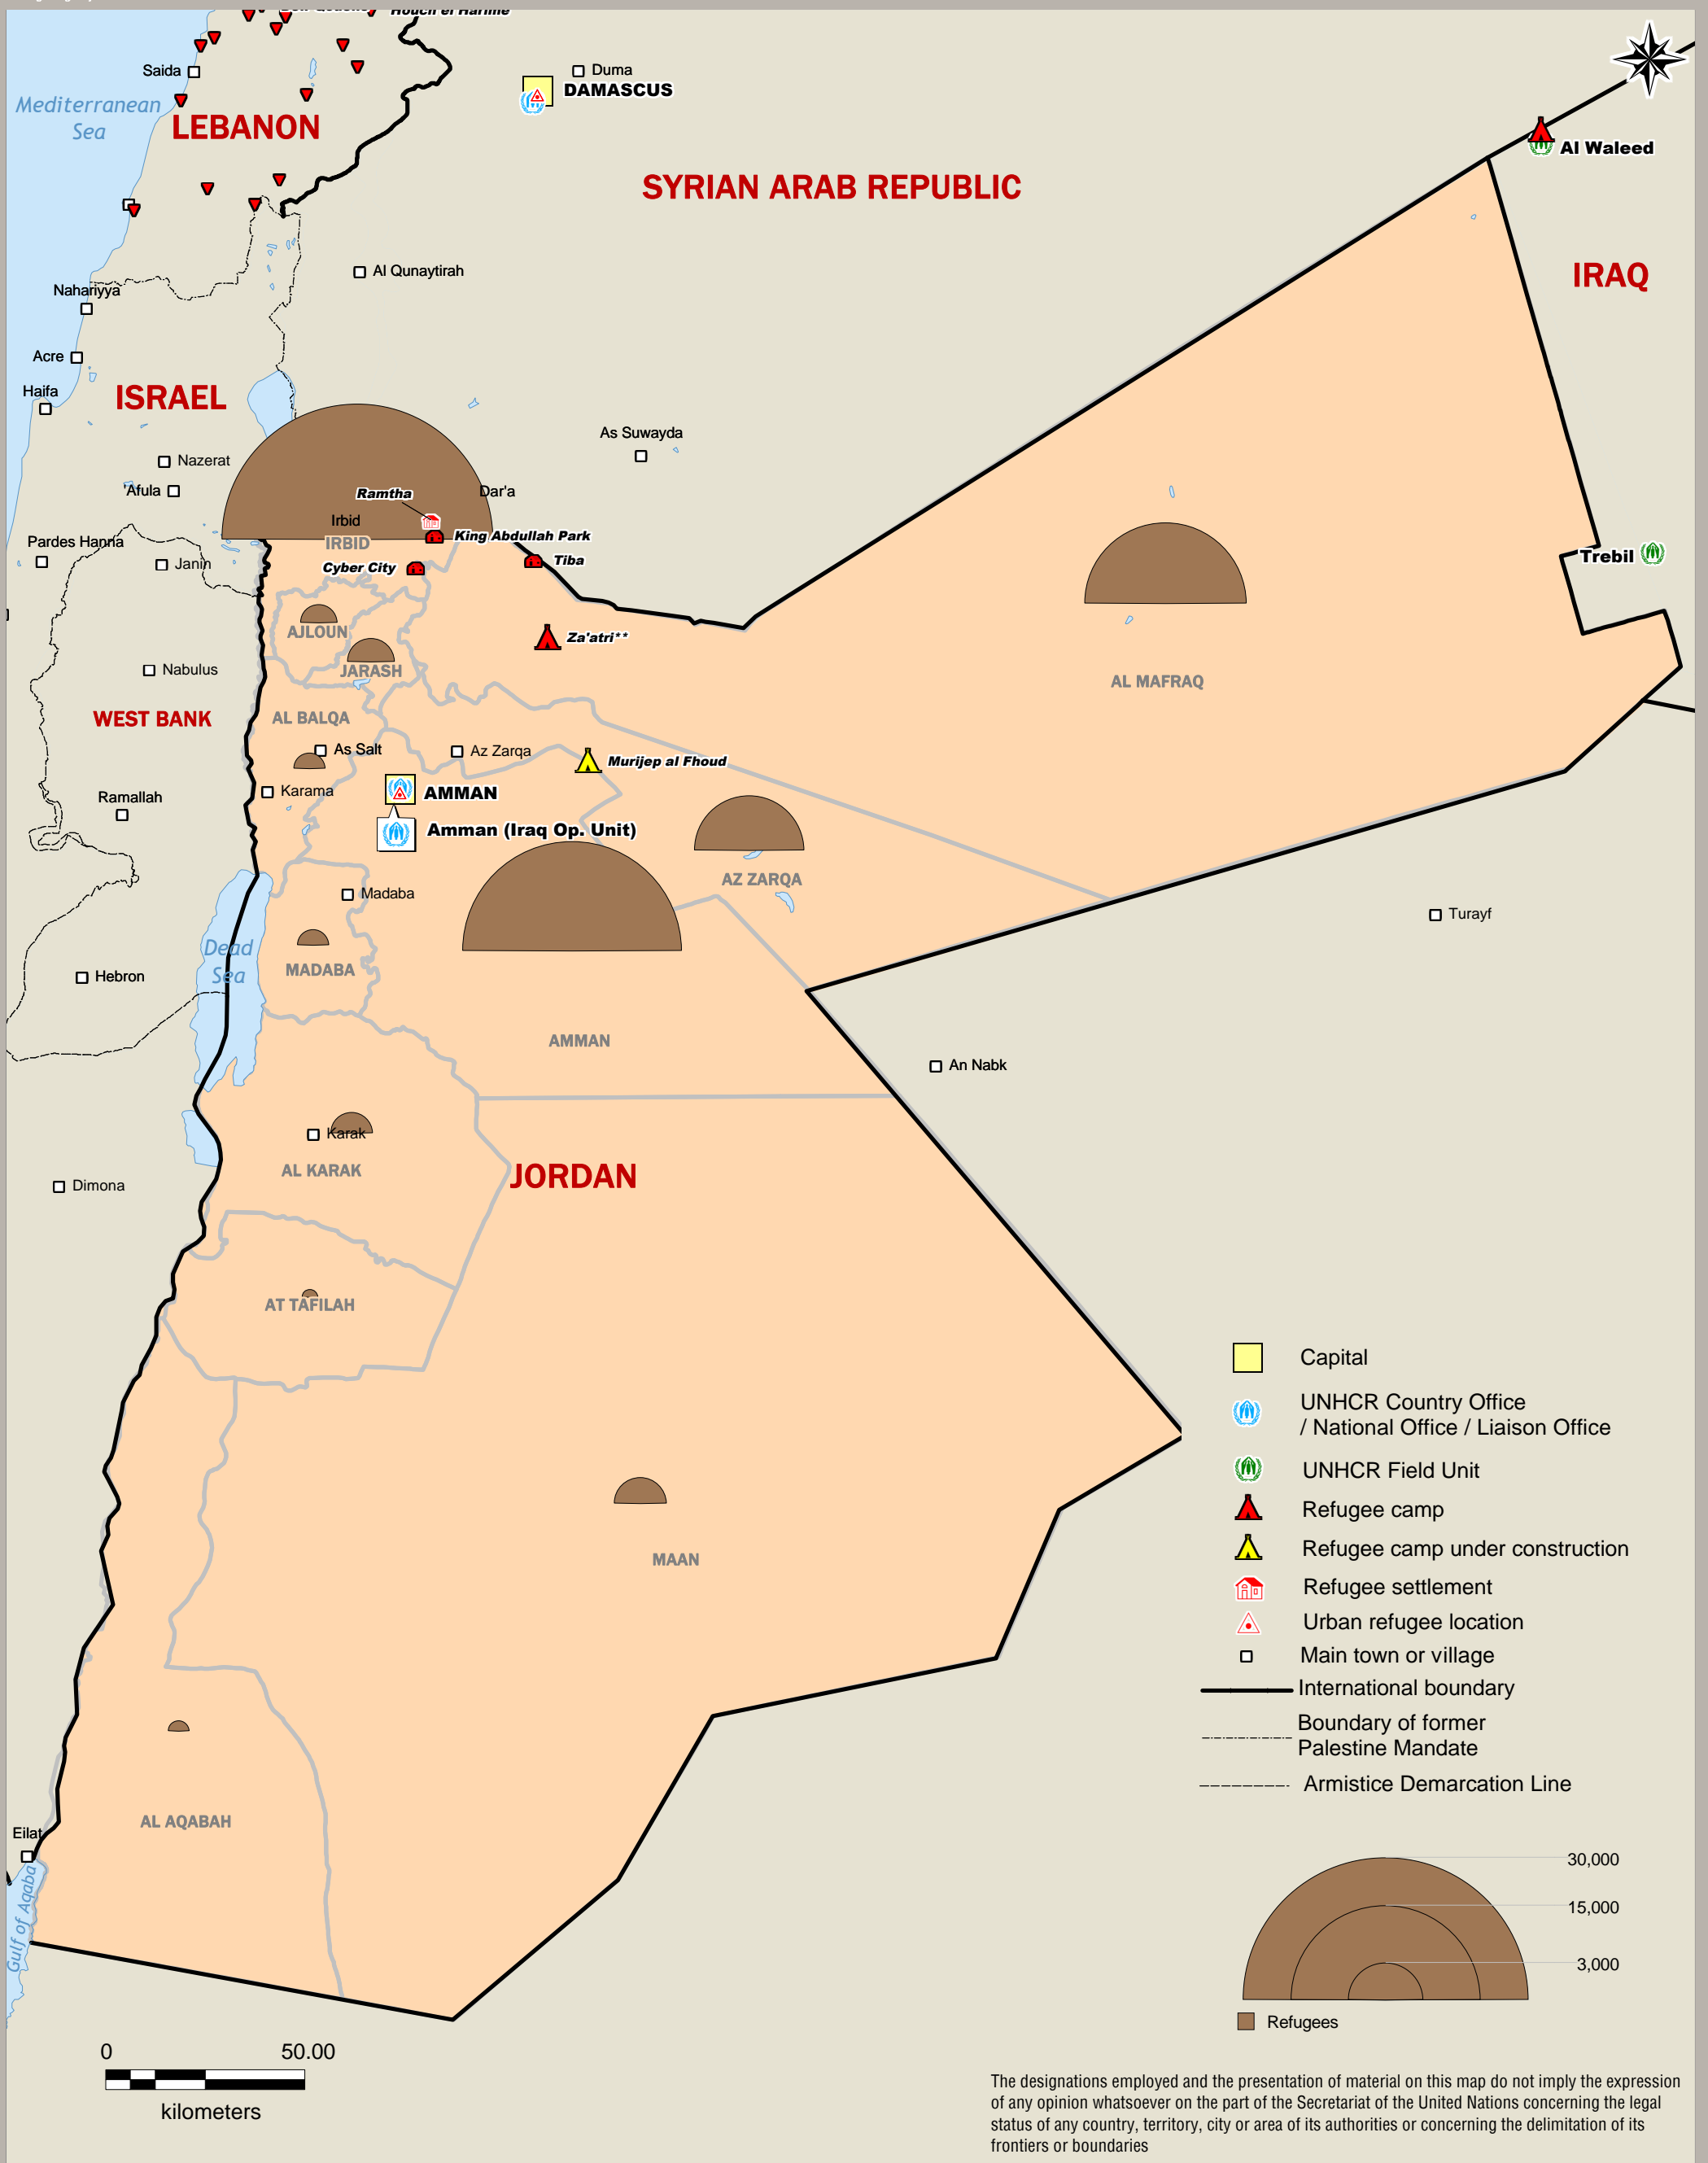 Houch el Harime
Saida
Duma
DAMASCUS
Mediterranean
Sea
LEBANON
Al Waleed
SYRIAN ARAB REPUBLIC
Al Qunaytirah
IRAQ
Nahariyya
Acre
Haifa
ISRAEL
As Suwayda
Nazerat
'Afula
Ramtha
Dar'a
Irbid
Pardes Hanna
IRBID
King Abdullah Park
Trebil
Janin
Cyber City
Tiba
AJLOUN
Za'atri**
JARASH
Nabulus
AL MAFRAQ
WEST BANK
AL BALQA
As Salt
Az Zarqa
Murijep al Fhoud
Karama
AMMAN
Ramallah
Amman (Iraq Op. Unit)
AZ ZARQA
Madaba
Turayf
Dead
Sea
MADABA
Hebron
AMMAN
An Nabk
Karak
AL KARAK
JORDAN
Dimona
AT TAFILAH
MAAN
AL AQABAH
Eilat
Gulf of Aqaba
Capital
UNHCR Country Office
/ National Office / Liaison Office
UNHCR Field Unit
Refugee camp
Refugee camp under construction
Refugee settlement
Urban refugee location
Main town or village
International boundary
Boundary of former
Palestine Mandate
Armistice Demarcation Line
30,000
15,000
3,000
Refugees
0 50.00
kilometers
The designations employed and the presentation of material on this map do not imply the expression
of any opinion whatsoever on the part of the Secretariat of the United Nations concerning the legal
status of any country, territory, city or area of its authorities or concerning the delimitation of its
frontiers or boundaries